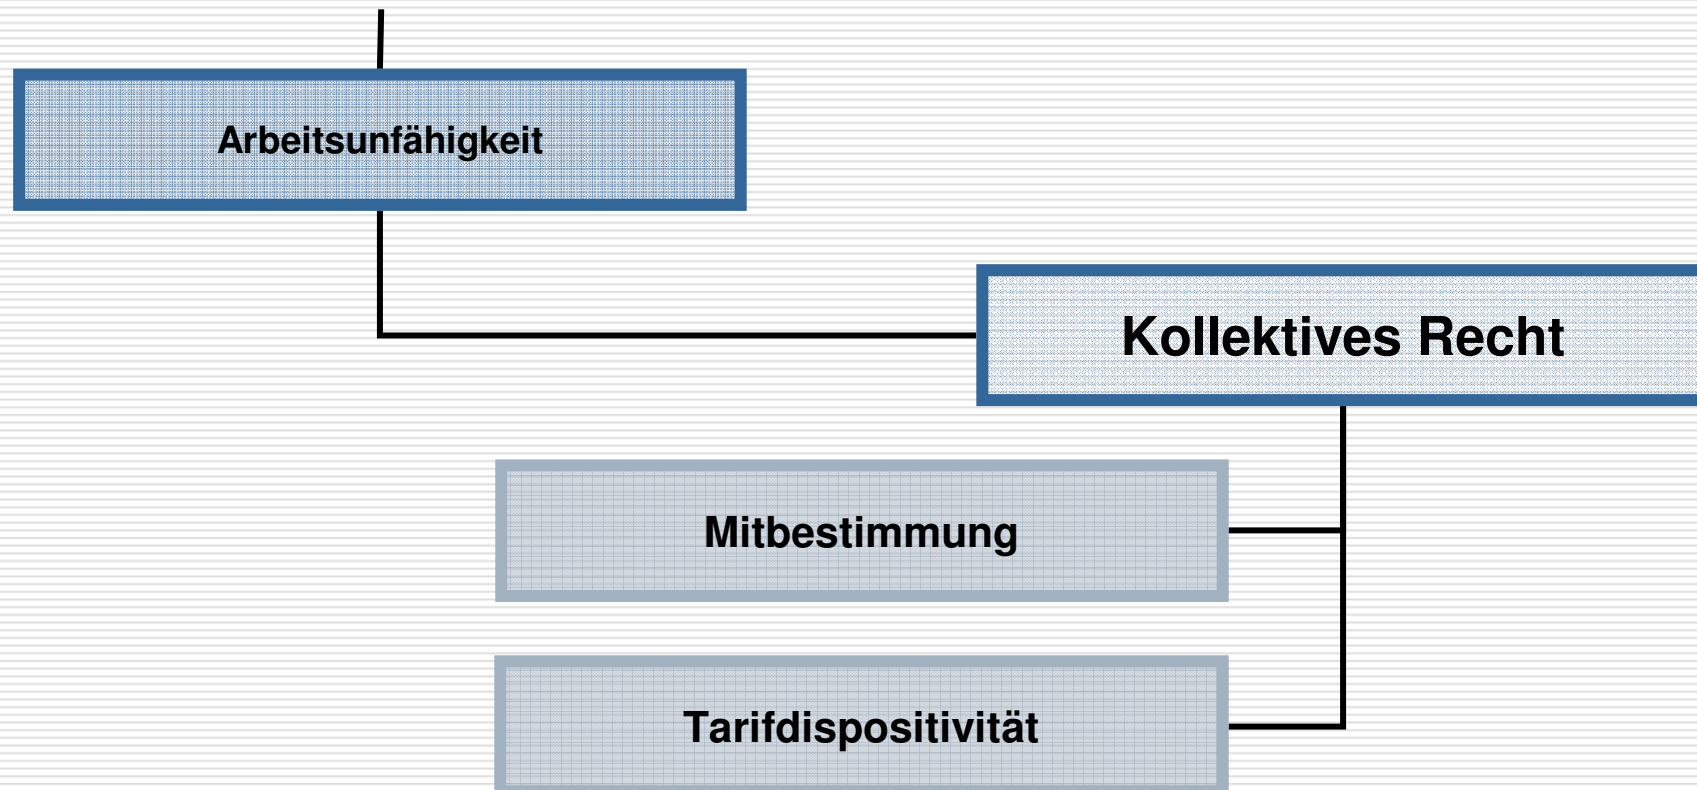 Arbeitsunfähigkeit
Kollektives Recht
Mitbestimmung
Tarifdispositivität